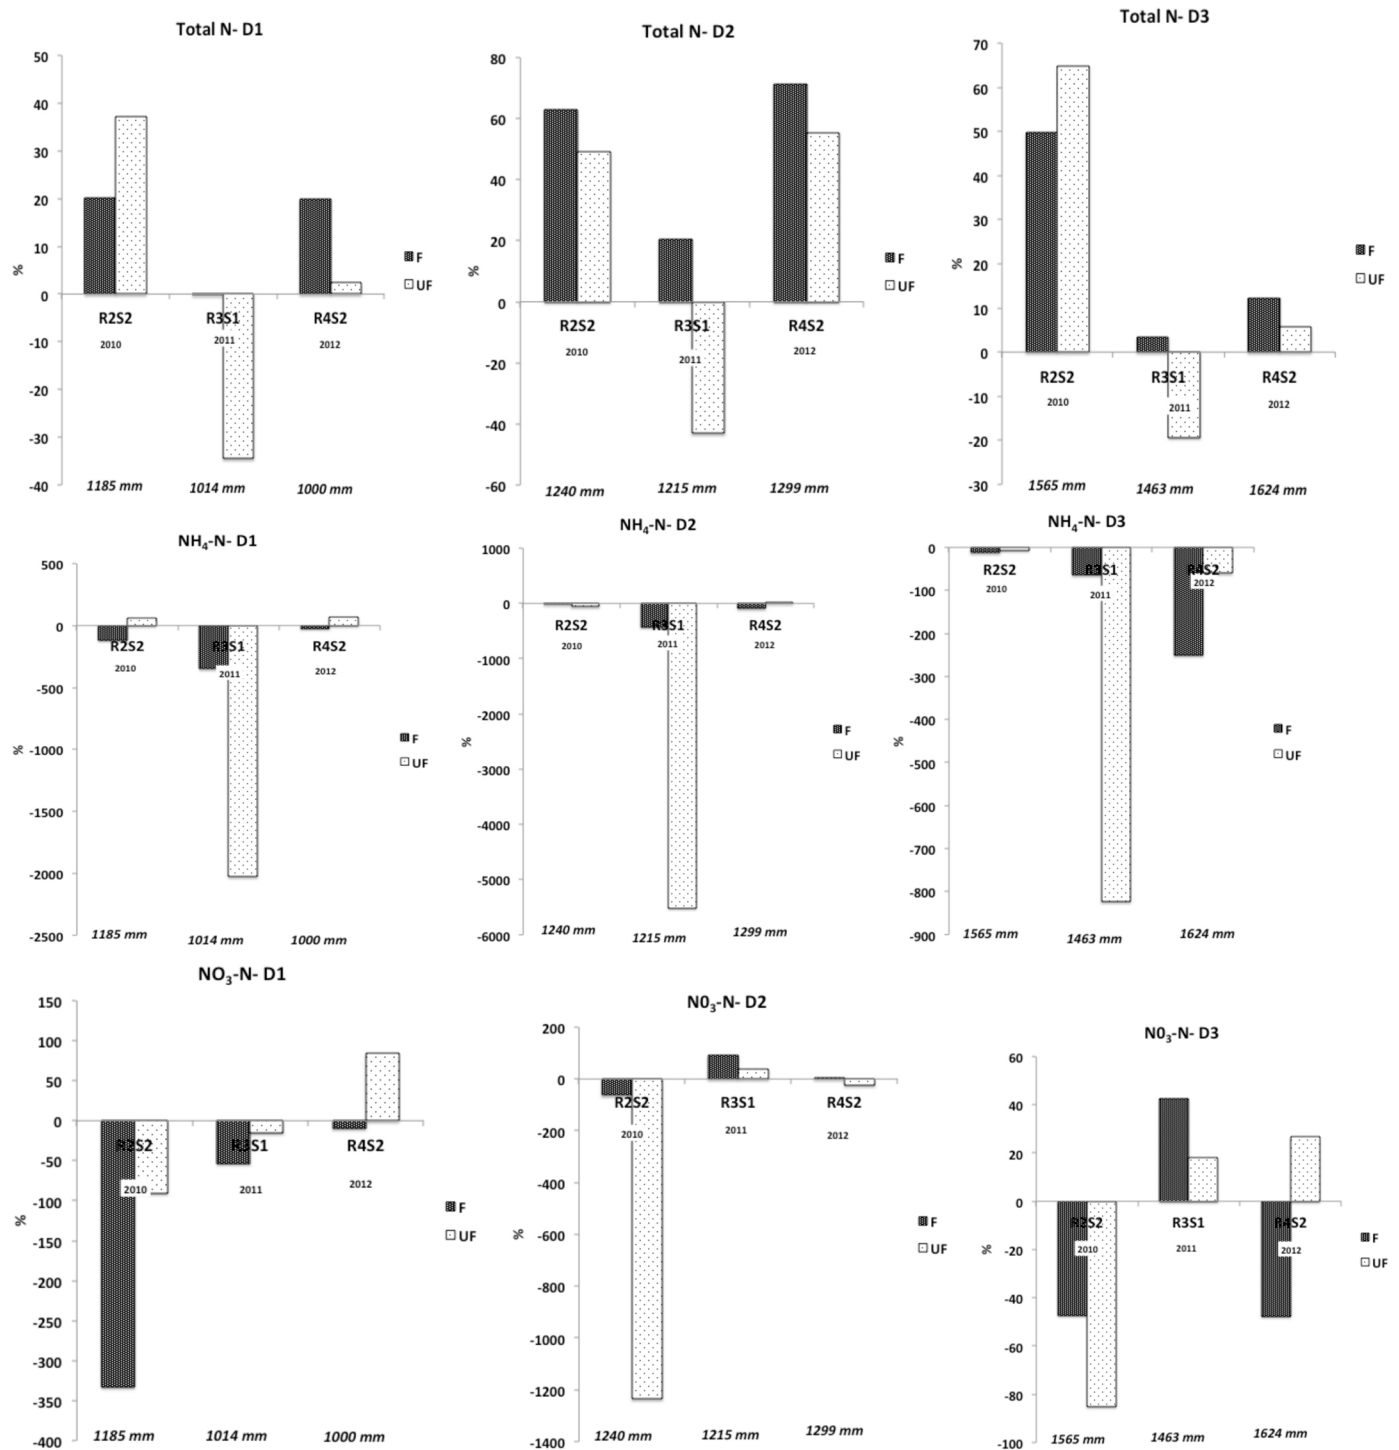 Total N- D1
50
40
30
20
10
0
-10
-20
-30
-40
%
R2S2 R3S1 R4S2
2010 2011 2012
1185 mm 1014 mm 1000 mm
F
UF
Total N- D2
80
60
40
20
0
-20
-40
-60
%
R2S2 R3S1 R4S2
2010 2011 2012
1240 mm 1215 mm 1299 mm
F
UF
Total N- D3
70
60
50
40
30
20
10
0
-10
-20
-30
%
R2S2 R3S1 R4S2
2010 2011 2012
1565 mm 1463 mm 1624 mm
F
UF
NH₄-N- D1
500
0
-500
-1000
-1500
-2000
-2500
%
R2S2 R3S1 R4S2
2010 2011 2012
1185 mm 1014 mm 1000 mm
F
UF
NH₄-N- D2
1000
0
-1000
-2000
-3000
-4000
-5000
-6000
%
R2S2 R3S1 R4S2
2010 2011 2012
1240 mm 1215 mm 1299 mm
F
UF
NH₄-N- D3
0
-100
-200
-300
-400
-500
-600
-700
-800
-900
%
R2S2 R3S1 R4S2
2010 2011 2012
1565 mm 1463 mm 1624 mm
F
UF
NO₃-N- D1
150
100
50
0
-50
-100
-150
-200
-250
-300
-350
-400
%
R2S2 R3S1 R4S2
2010 2011 2012
1185 mm 1014 mm 1000 mm
F
UF
N0₃-N- D2
200
0
-200
-400
-600
-800
-1000
-1200
-1400
%
R2S2 R3S1 R4S2
2010 2011 2012
1240 mm 1215 mm 1299 mm
F
UF
N0₃-N- D3
60
40
20
0
-20
-40
-60
-80
-100
%
R2S2 R3S1 R4S2
2010 2011 2012
1565 mm 1463 mm 1624 mm
F
UF